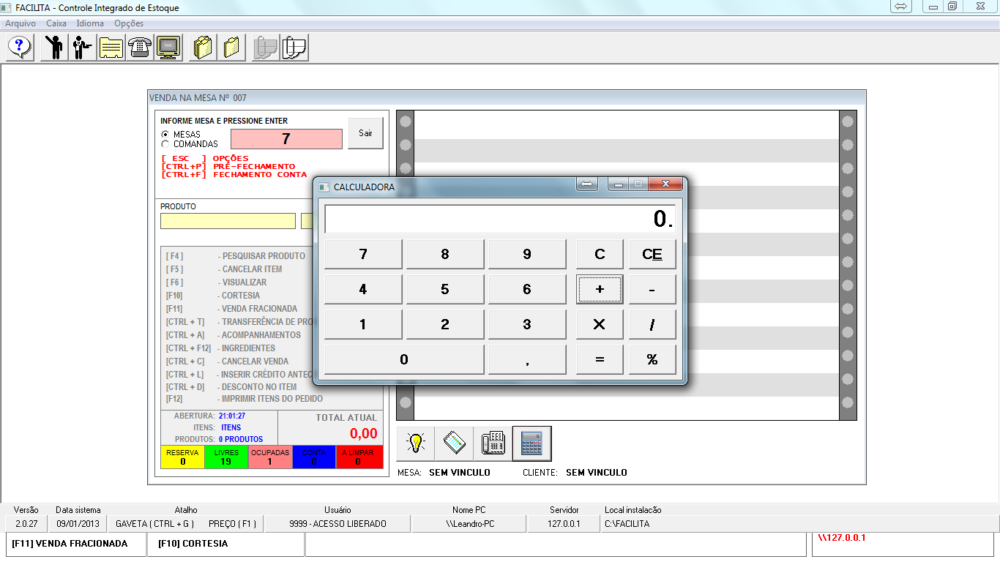 FACILITA - Controle Integrado de Estoque
Arquivo Caixa Idioma Opções
VENDA NA MESA Nº 007
INFORME MESA E PRESSIONE ENTER
MESAS
COMANDAS
7
Sair
[ ESC ] OPÇÕES
[CTRL+P] PRÉ-FECHAMENTO
[CTRL+F] FECHAMENTO CONTA
PRODUTO
[ F4 ] - PESQUISAR PRODUTO
[ F5 ] - CANCELAR ITEM
[ F6 ] - VISUALIZAR
[F10] - CORTESIA
[F11] - VENDA FRACIONADA
[CTRL + T] - TRANSFERÊNCIA DE PRO
[CTRL + A] - ACOMPANHAMENTOS
[CTRL + F12] - INGREDIENTES
[CTRL + C] - CANCELAR VENDA
[CTRL + L] - INSERIR CRÉDITO ANTEC
[CTRL + D] - DESCONTO NO ITEM
[F12] - IMPRIMIR ITENS DO PEDIDO
ABERTURA: 21:01:27
ITENS: ITENS
PRODUTOS: 0 PRODUTOS
TOTAL ATUAL
0,00
RESERVA LIVRES OCUPADAS CONTA A LIMPAR
0 19 1 0 0
CALCULADORA
0.
7 8 9 C CE
4 5 6 + -
1 2 3 X /
0 , = %
MESA: SEM VINCULO CLIENTE: SEM VINCULO
Versão Data sistema Atalho Usuário Nome PC Servidor Local instalacão
2.0.27 09/01/2013 GAVETA ( CTRL + G ) PREÇO ( F1 ) 9999 - ACESSO LIBERADO \\Leandro-PC 127.0.0.1 C:\FACILITA
[F11] VENDA FRACIONADA [F10] CORTESIA \\127.0.0.1